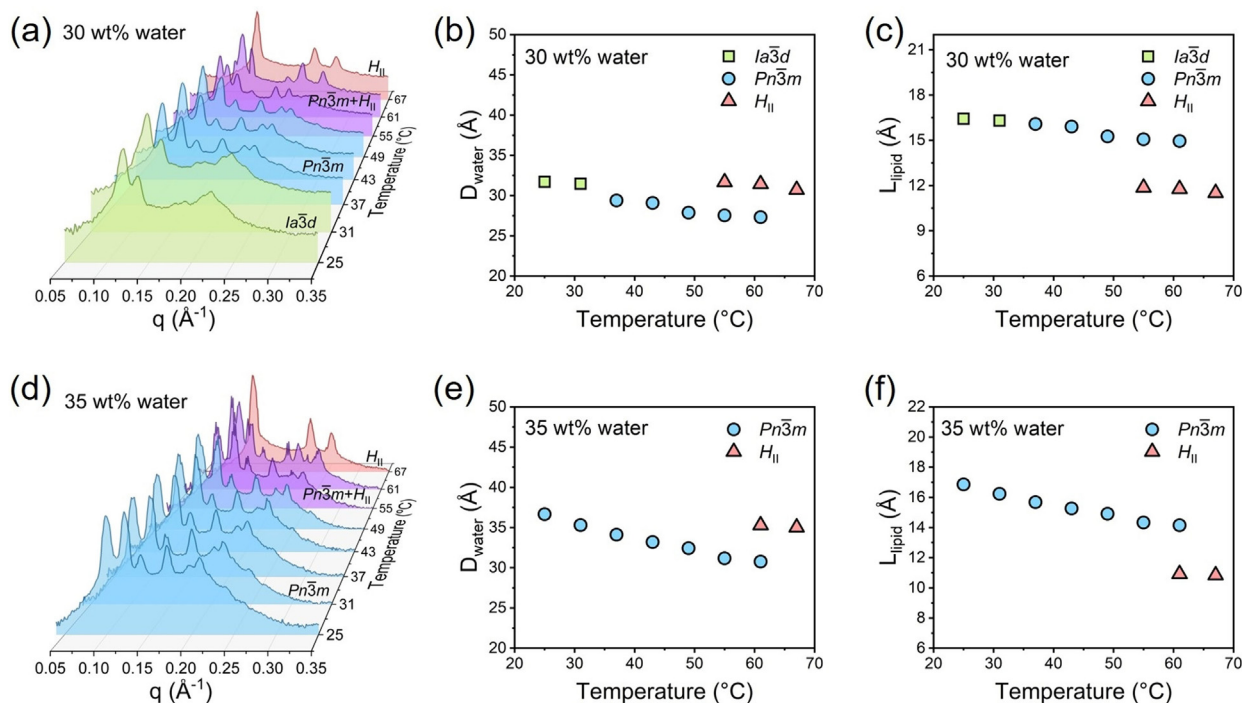 (a) 30 wt% water
H_II
Pn3̅m+H_II
Pn3̅m
Ia3̅d
67
61
55
49
43
37
31
25
Temperature (°C)
0.05 0.10 0.15 0.20 0.25 0.30 0.35
q (Å⁻¹)
(b)
30 wt% water
Ia3̅d
Pn3̅m
H_II
50
45
40
35
30
25
20
D_water (Å)
20 30 40 50 60 70
Temperature (°C)
(c)
30 wt% water
Ia3̅d
Pn3̅m
H_II
21
18
15
12
9
6
L_lipid (Å)
20 30 40 50 60 70
Temperature (°C)
(d) 35 wt% water
H_II
Pn3̅m+H_II
Pn3̅m
67
61
55
49
43
37
31
25
Temperature (°C)
0.05 0.10 0.15 0.20 0.25 0.30 0.35
q (Å⁻¹)
(e)
35 wt% water
Pn3̅m
H_II
50
45
40
35
30
25
20
D_water (Å)
20 30 40 50 60 70
Temperature (°C)
(f)
35 wt% water
Pn3̅m
H_II
22
20
18
16
14
12
10
8
6
L_lipid (Å)
20 30 40 50 60 70
Temperature (°C)